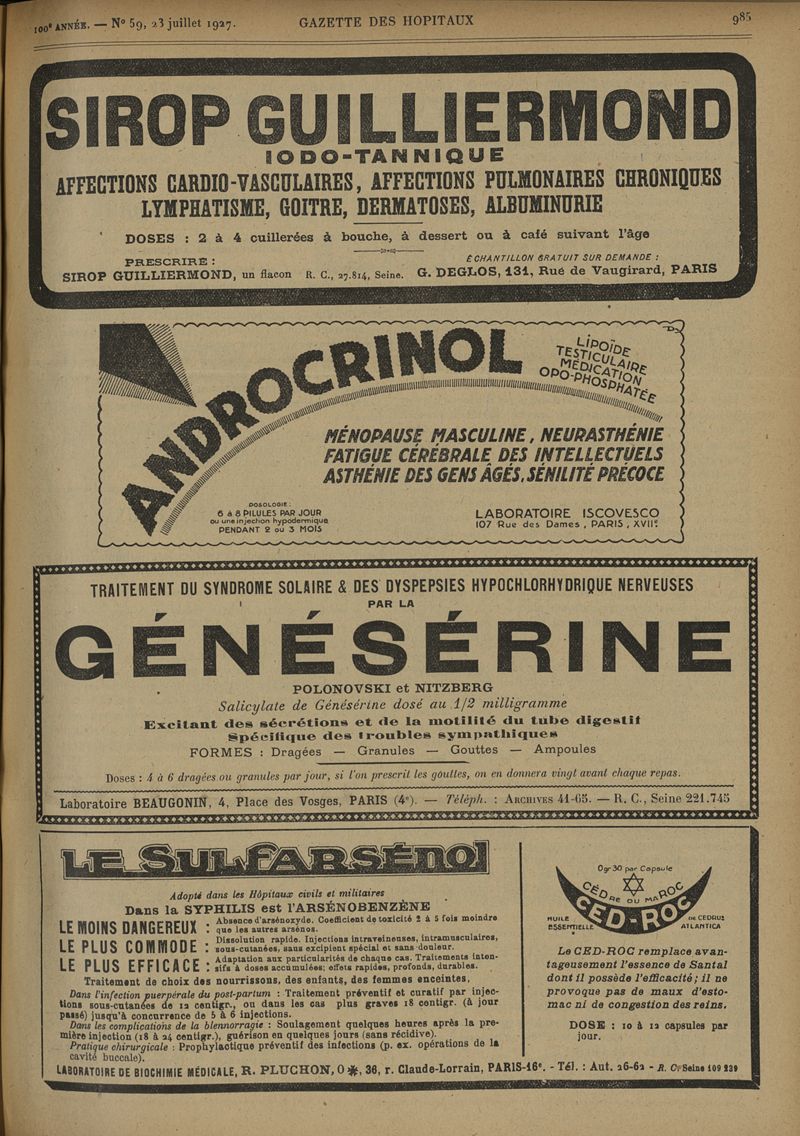 100e ANNÉE. — N° 59, 23 juillet 1927.
GAZETTE DES HOPITAUX
985
SIROP GUILLIERMOND
IODO-TANNIQUE
AFFECTIONS CARDIO-VASCULAIRES, AFFECTIONS PULMONAIRES CHRONIQUES
LYMPHATISME, GOITRE, DERMATOSES, ALBUMINURIE
DOSES : 2 à 4 cuillerées à bouche, à dessert ou à café suivant l'âge
PRESCRIRE :
SIROP GUILLIERMOND, un flacon R. C., 27.814, Seine.
ÉCHANTILLON GRATUIT SUR DEMANDE :
G. DEGLOS, 131, Rue de Vaugirard, PARIS
ANDROCRINOL
LIPOÏDE
TESTICULAIRE
MÉDICATION
OPO-PHOSPHATÉE
MÉNOPAUSE MASCULINE, NEURASTHÉNIE
FATIGUE CÉRÉBRALE DES INTELLECTUELS
ASTHÉNIE DES GENS ÂGÉS, SÉNILITÉ PRÉCOCE
POSOLOGIE :
6 à 8 PILULES PAR JOUR
ou une injection hypodermique
PENDANT 2 ou 3 MOIS
LABORATOIRE ISCOVESCO
107 Rue des Dames, PARIS, XVIIe
TRAITEMENT DU SYNDROME SOLAIRE & DES DYSPEPSIES HYPOCHLORHYDRIQUE NERVEUSES
PAR LA
GÉNÉSÉRINE
POLONOVSKI et NITZBERG
Salicylate de Génésérine dosé au 1/2 milligramme
Excitant des sécrétions et de la motilité du tube digestif
Spécifique des troubles sympathiques
FORMES : Dragées — Granules — Gouttes — Ampoules
Doses : 4 à 6 dragées ou granules par jour, si l'on prescrit les gouttes, on en donnera vingt avant chaque repas.
Laboratoire BEAUGONIN, 4, Place des Vosges, PARIS (4e). — Téléph. : ARCHIVES 41-65. — R. C., Seine 221.745
LE SULFARSÉNOL
Adopté dans les Hôpitaux civils et militaires
Dans la SYPHILIS est l'ARSÉNOBENZÈNE
LE MOINS DANGEREUX : Absence d'arsénoxyde. Coefficient de toxicité 2 à 5 fois moindre
que les autres arsénos.
LE PLUS COMMODE : Dissolution rapide. Injections intraveineuses, intramusculaires,
sous-cutanées, sans excipient spécial et sans douleur.
LE PLUS EFFICACE : Adaptation aux particularités de chaque cas. Traitements inten-
sifs à doses accumulées; effets rapides, profonds, durables.
Traitement de choix des nourrissons, des enfants, des femmes enceintes,
Dans l'infection puerpérale du post-partum : Traitement préventif et curatif par injec-
tions sous-cutanées de 12 centigr., ou dans les cas plus graves 18 centigr. (à jour
passé) jusqu'à concurrence de 5 à 6 injections.
Dans les complications de la blennorragie : Soulagement quelques heures après la pre-
mière injection (18 à 24 centigr.), guérison en quelques jours (sans récidive).
Pratique chirurgicale : Prophylactique préventif des infections (p. ex. opérations de la
cavité buccale).
0gr30 par Capsule
CÉDRE DU MAROC
CED-ROC
HUILE
ESSENTIELLE
DE CEDRUS
ATLANTICA
Le CED-ROC remplace avan-
tageusement l'essence de Santal
dont il possède l'efficacité; il ne
provoque pas de maux d'esto-
mac ni de congestion des reins.
DOSE : 10 à 12 capsules par
jour.
LABORATOIRE DE BIOCHIMIE MÉDICALE, R. PLUCHON, O ✻, 36, r. Claude-Lorrain, PARIS-16e. - Tél. : Aut. 26-62 - R. C. Seine 109 239